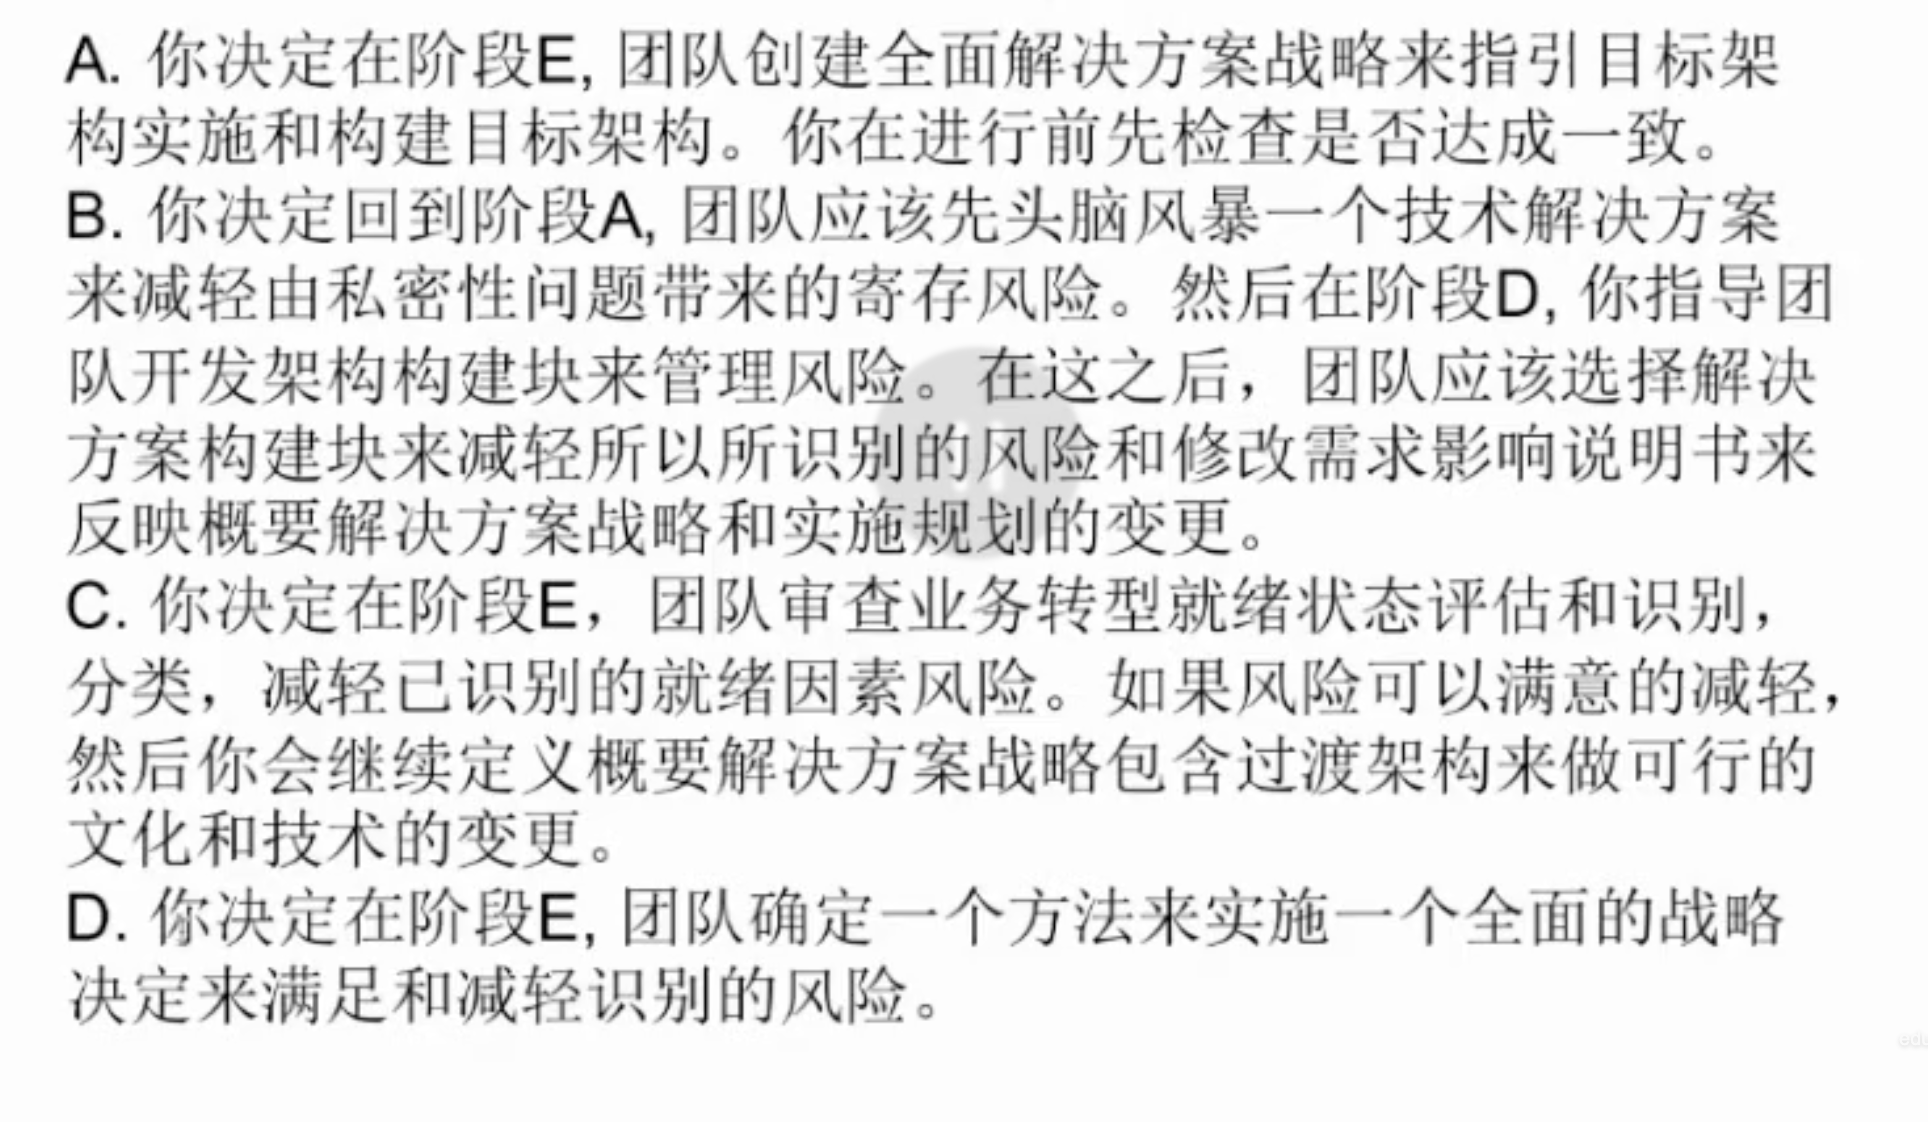 A. 你决定在阶段E, 团队创建全面解决方案战略来指引目标架
构实施和构建目标架构。你在进行前先检查是否达成一致。
B. 你决定回到阶段A, 团队应该先头脑风暴一个技术解决方案
来减轻由私密性问题带来的寄存风险。然后在阶段D, 你指导团
队开发架构构建块来管理风险。在这之后，团队应该选择解决
方案构建块来减轻所以所识别的风险和修改需求影响说明书来
反映概要解决方案战略和实施规划的变更。
C. 你决定在阶段E，团队审查业务转型就绪状态评估和识别，
分类，减轻已识别的就绪因素风险。如果风险可以满意的减轻，
然后你会继续定义概要解决方案战略包含过渡架构来做可行的
文化和技术的变更。
D. 你决定在阶段E, 团队确定一个方法来实施一个全面的战略
决定来满足和减轻识别的风险。